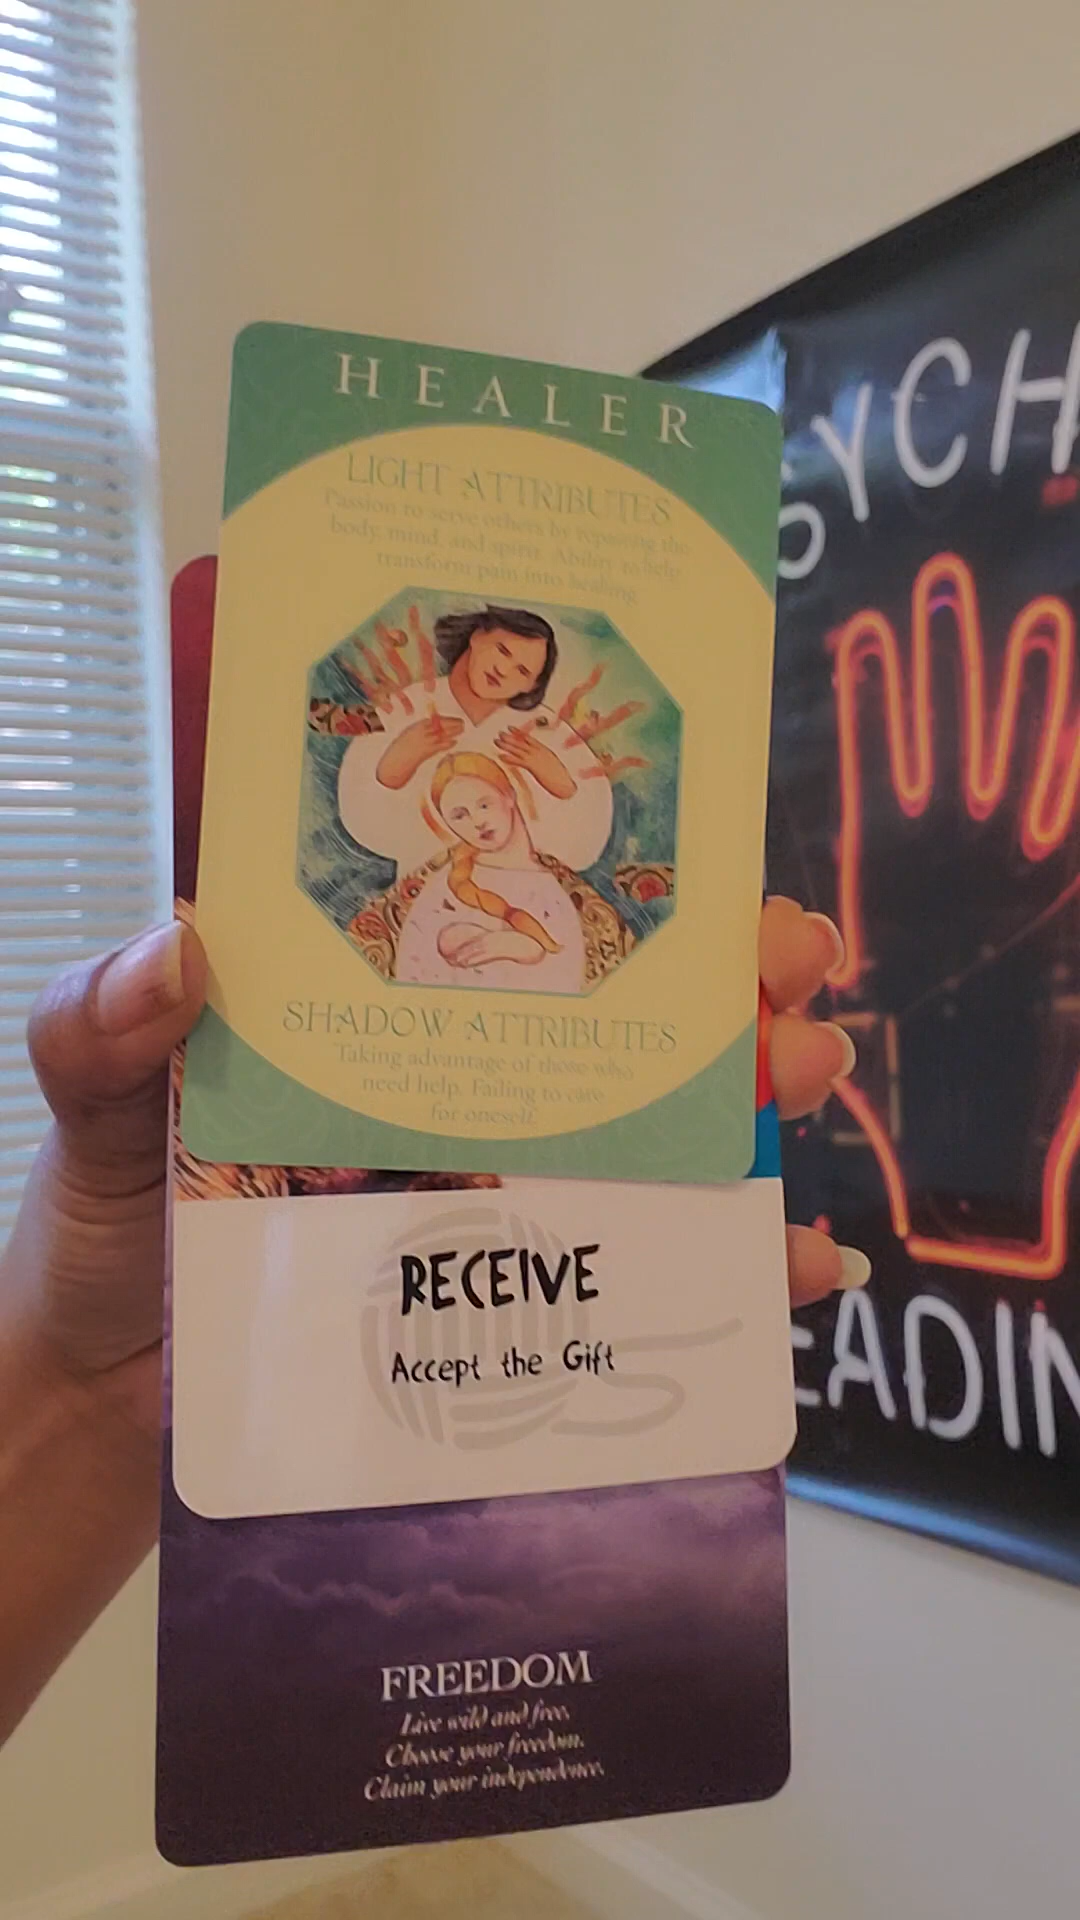 HEALER
LIGHT ATTRIBUTES
Passion to serve others by repairing the
body, mind, and spirit. Ability to help
transform pain into healing.
SHADOW ATTRIBUTES
Taking advantage of those who
need help. Failing to care
for oneself.
RECEIVE
Accept the Gift
FREEDOM
Live wild and free.
Choose your freedom.
Claim your independence.
SYCH
EADIN